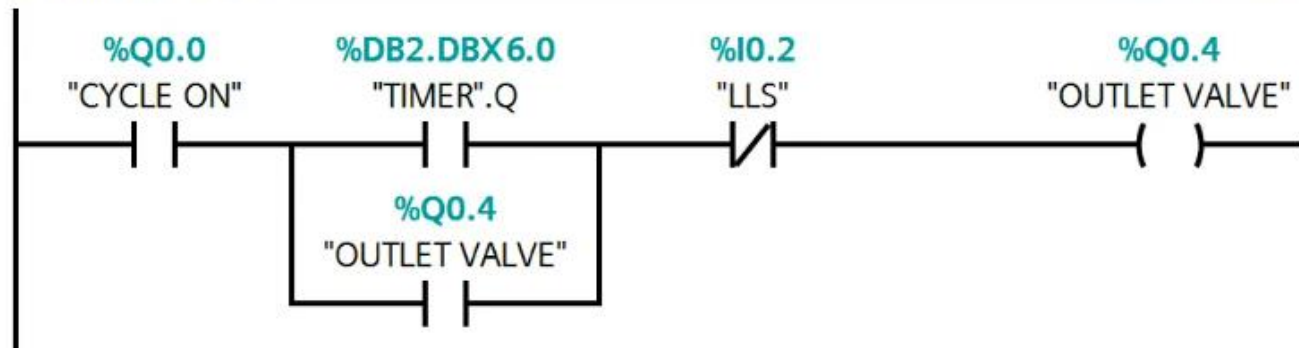 %Q0.0
"CYCLE ON"
%DB2.DBX6.0
"TIMER".Q
%I0.2
"LLS"
%Q0.4
"OUTLET VALVE"
%Q0.4
"OUTLET VALVE"